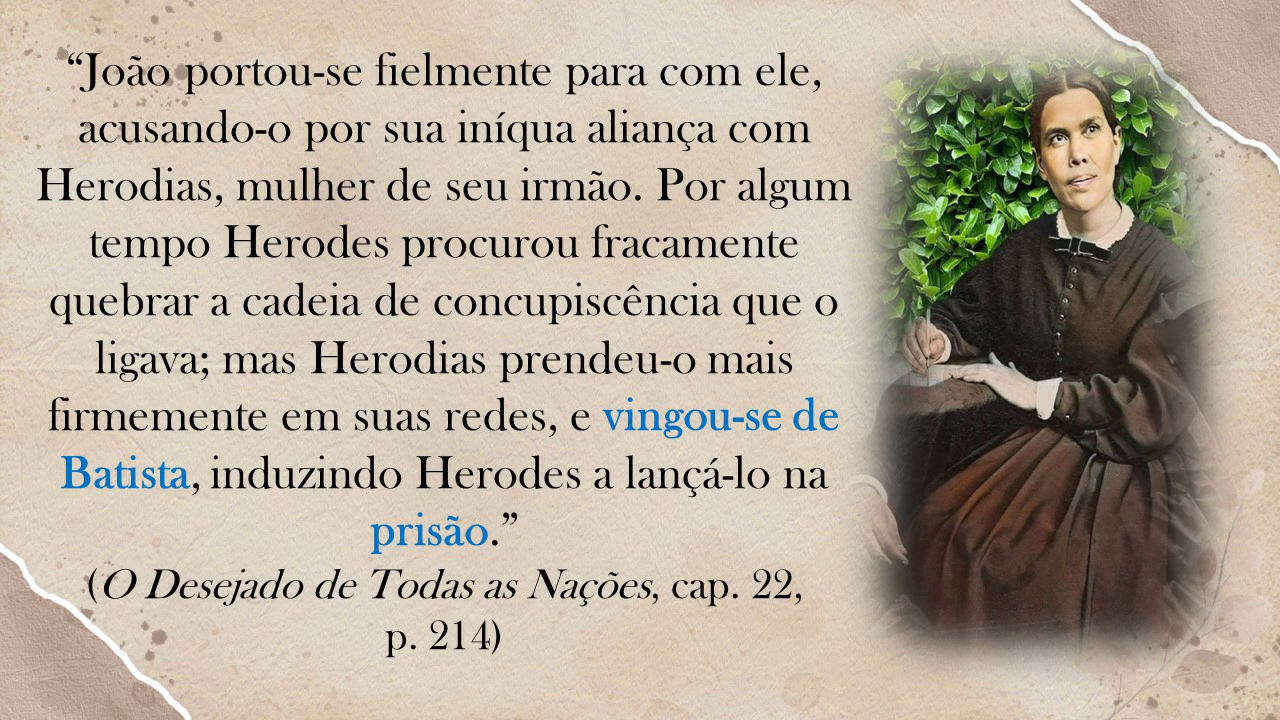 “João portou-se fielmente para com ele,
acusando-o por sua iníqua aliança com
Herodias, mulher de seu irmão. Por algum
tempo Herodes procurou fracamente
quebrar a cadeia de concupiscência que o
ligava; mas Herodias prendeu-o mais
firmemente em suas redes, e vingou-se de
Batista, induzindo Herodes a lançá-lo na
prisão.”
(O Desejado de Todas as Nações, cap. 22,
p. 214)